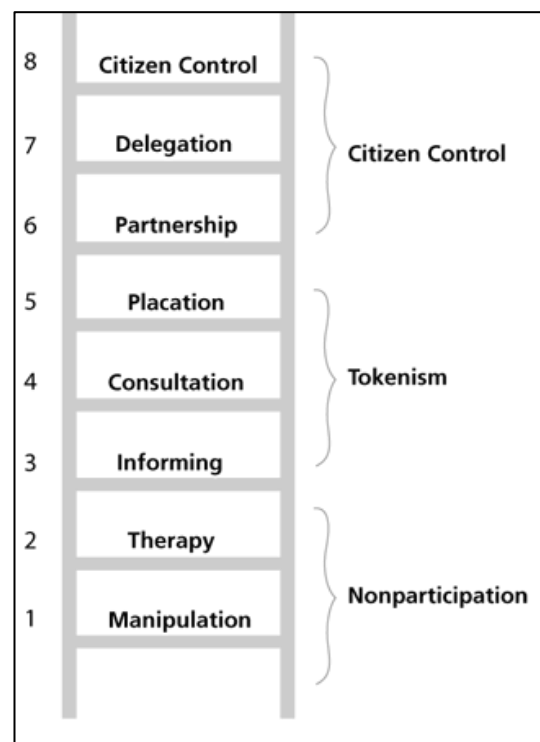 8 Citizen Control
7 Delegation
Citizen Control
6 Partnership
5 Placation
4 Consultation
Tokenism
3 Informing
2 Therapy
Nonparticipation
1 Manipulation